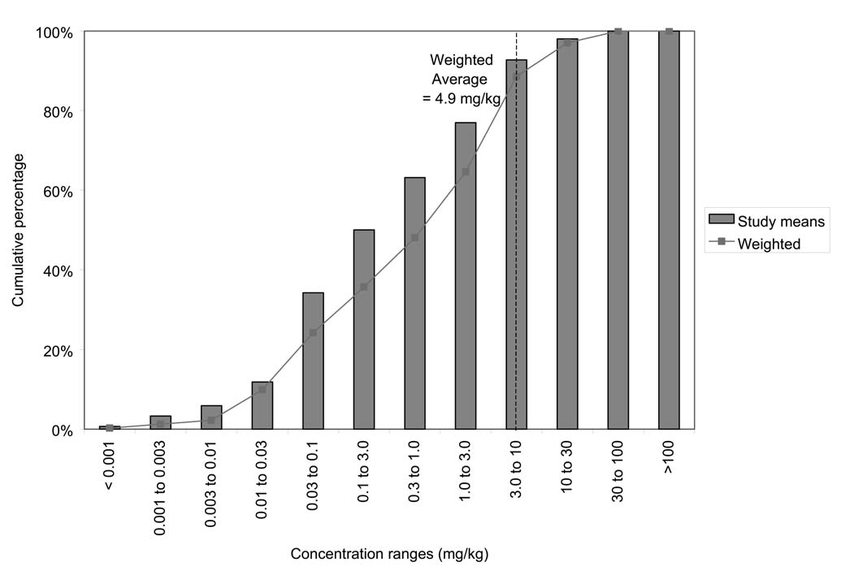 100%
80%
60%
40%
20%
0%
Cumulative percentage
Weighted
Average
= 4.9 mg/kg
< 0.001
0.001 to 0.003
0.003 to 0.01
0.01 to 0.03
0.03 to 0.1
0.1 to 3.0
0.3 to 1.0
1.0 to 3.0
3.0 to 10
10 to 30
30 to 100
>100
Concentration ranges (mg/kg)
Study means
Weighted